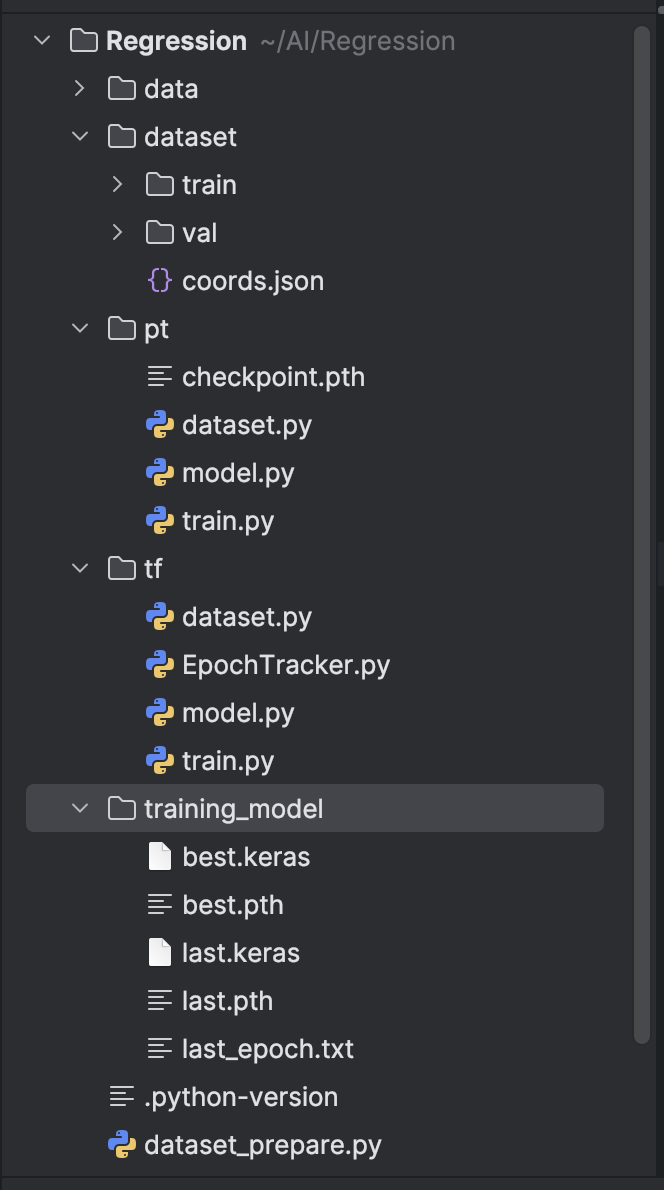 Regression ~/AI/Regression
data
dataset
train
val
coords.json
pt
checkpoint.pth
dataset.py
model.py
train.py
tf
dataset.py
EpochTracker.py
model.py
train.py
training_model
best.keras
best.pth
last.keras
last.pth
last_epoch.txt
.python-version
dataset_prepare.py